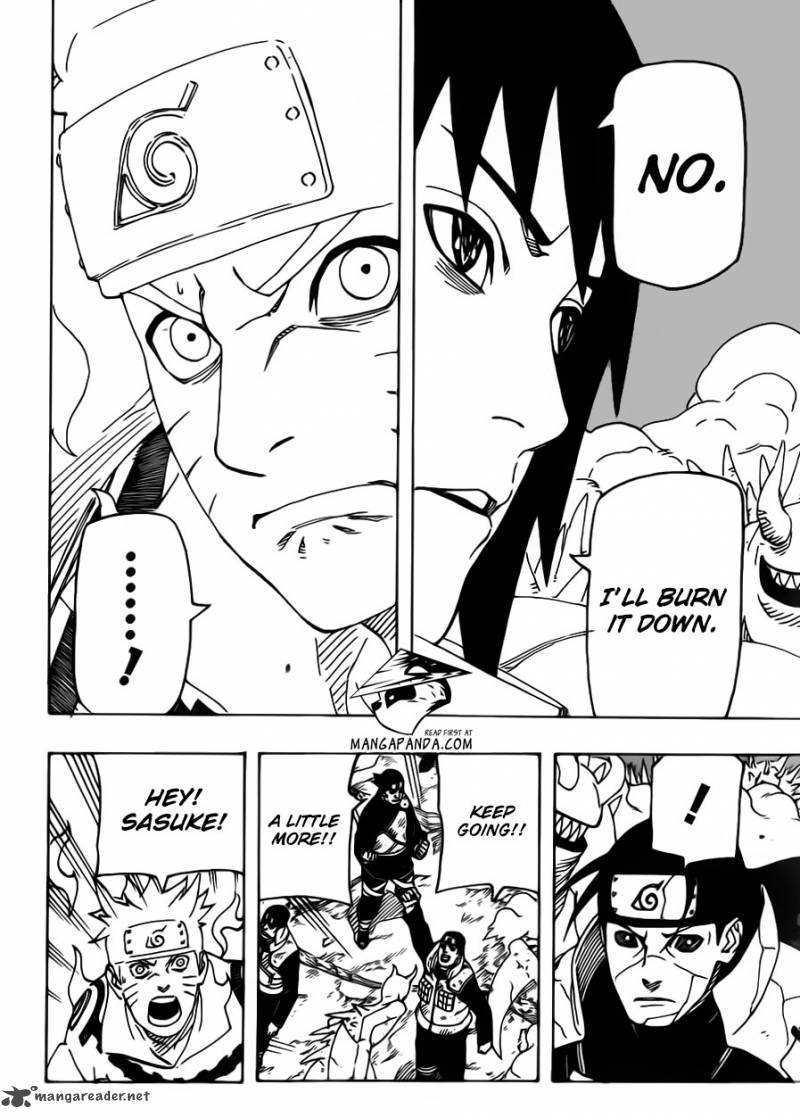 NO.
I'LL BURN
IT DOWN.
.......!
READ FIRST AT
MANGAPANDA.COM
!
KEEP
GOING!!
A LITTLE
MORE!!
HEY!
SASUKE!
mangareader.net